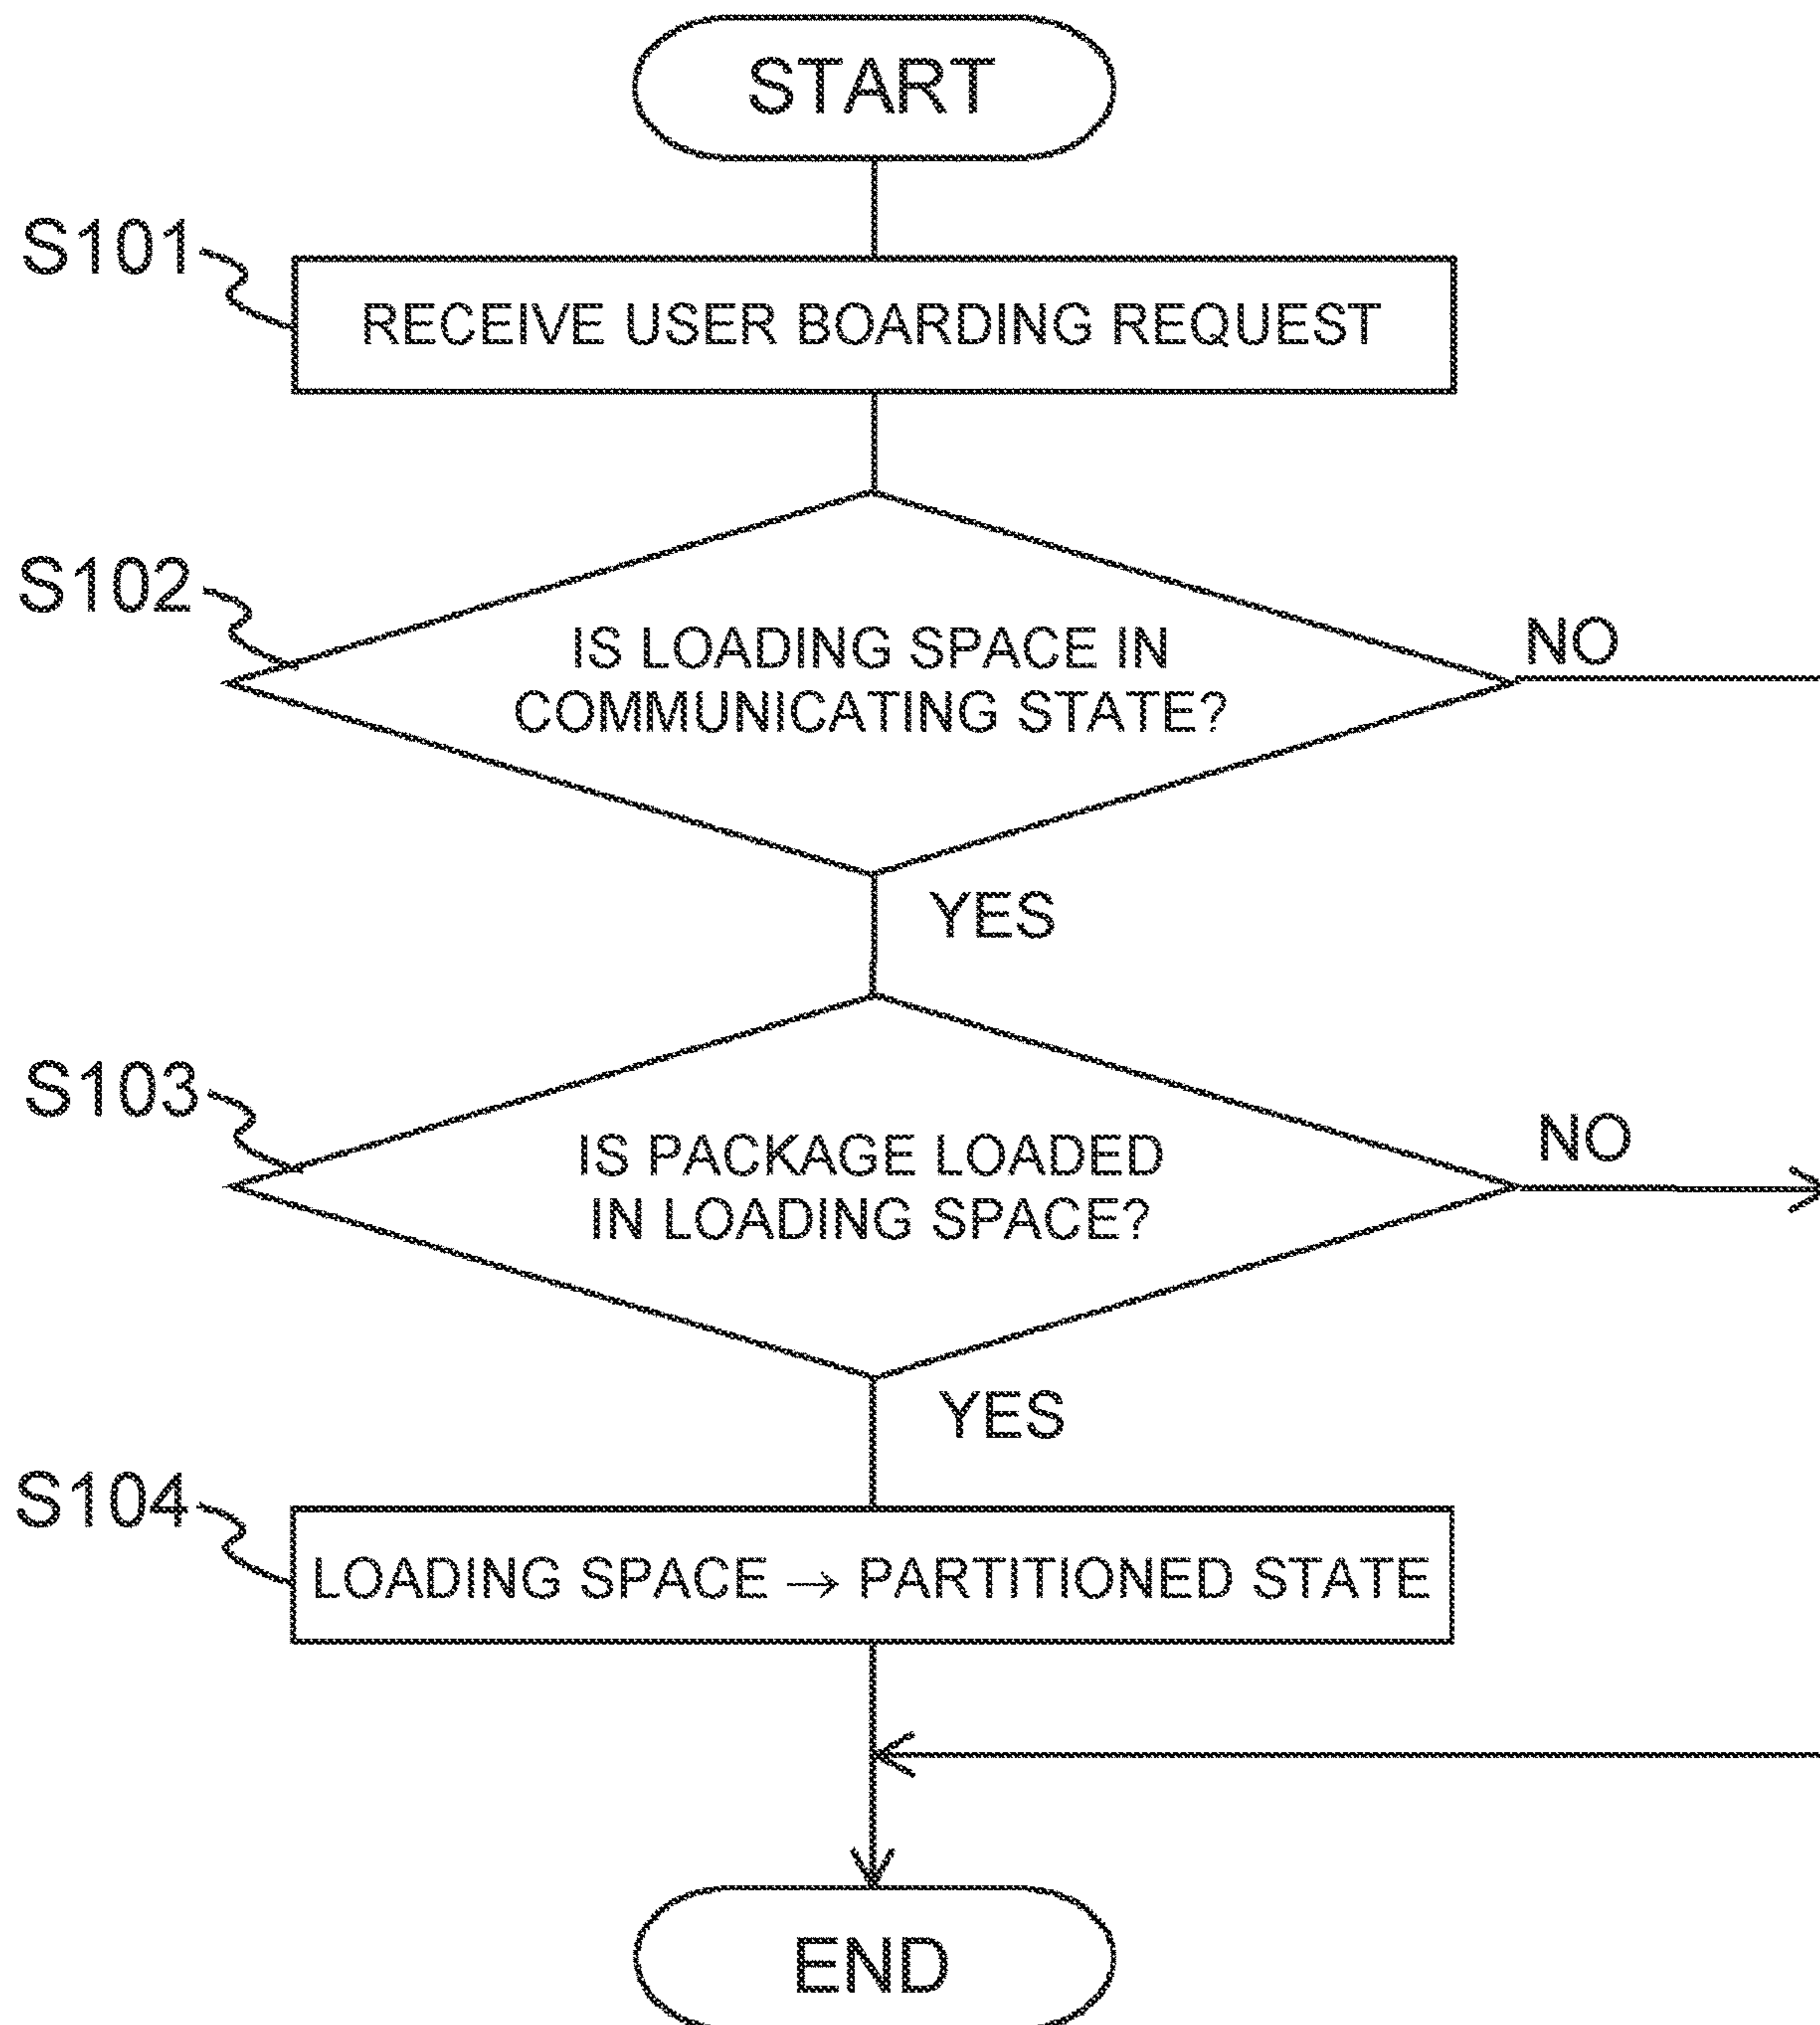 START
S101
RECEIVE USER BOARDING REQUEST
S102
IS LOADING SPACE IN
COMMUNICATING STATE?
NO
YES
S103
IS PACKAGE LOADED
IN LOADING SPACE?
NO
YES
S104
LOADING SPACE → PARTITIONED STATE
END